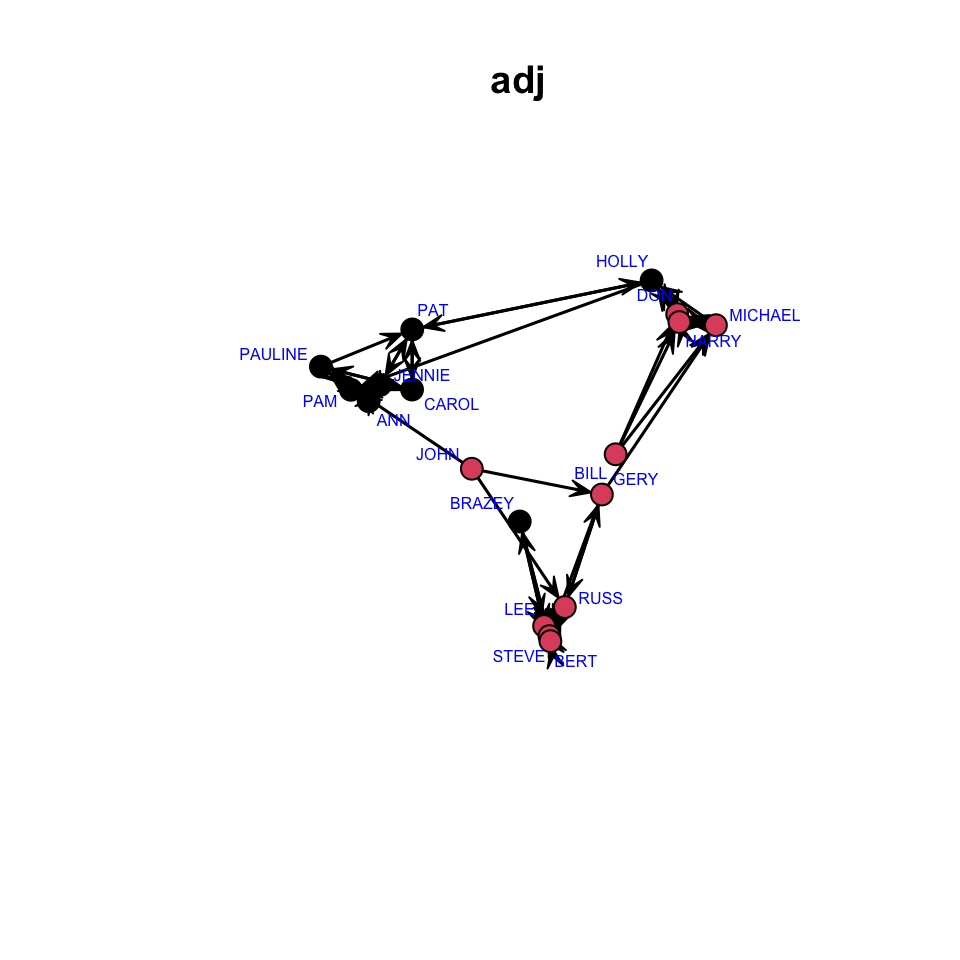 adj
HOLLY
DON
PAT
MICHAEL
HARRY
PAULINE
JENNIE
PAM
CAROL
ANN
JOHN
BILL
GERY
BRAZEY
RUSS
LEE
STEVE
BERT